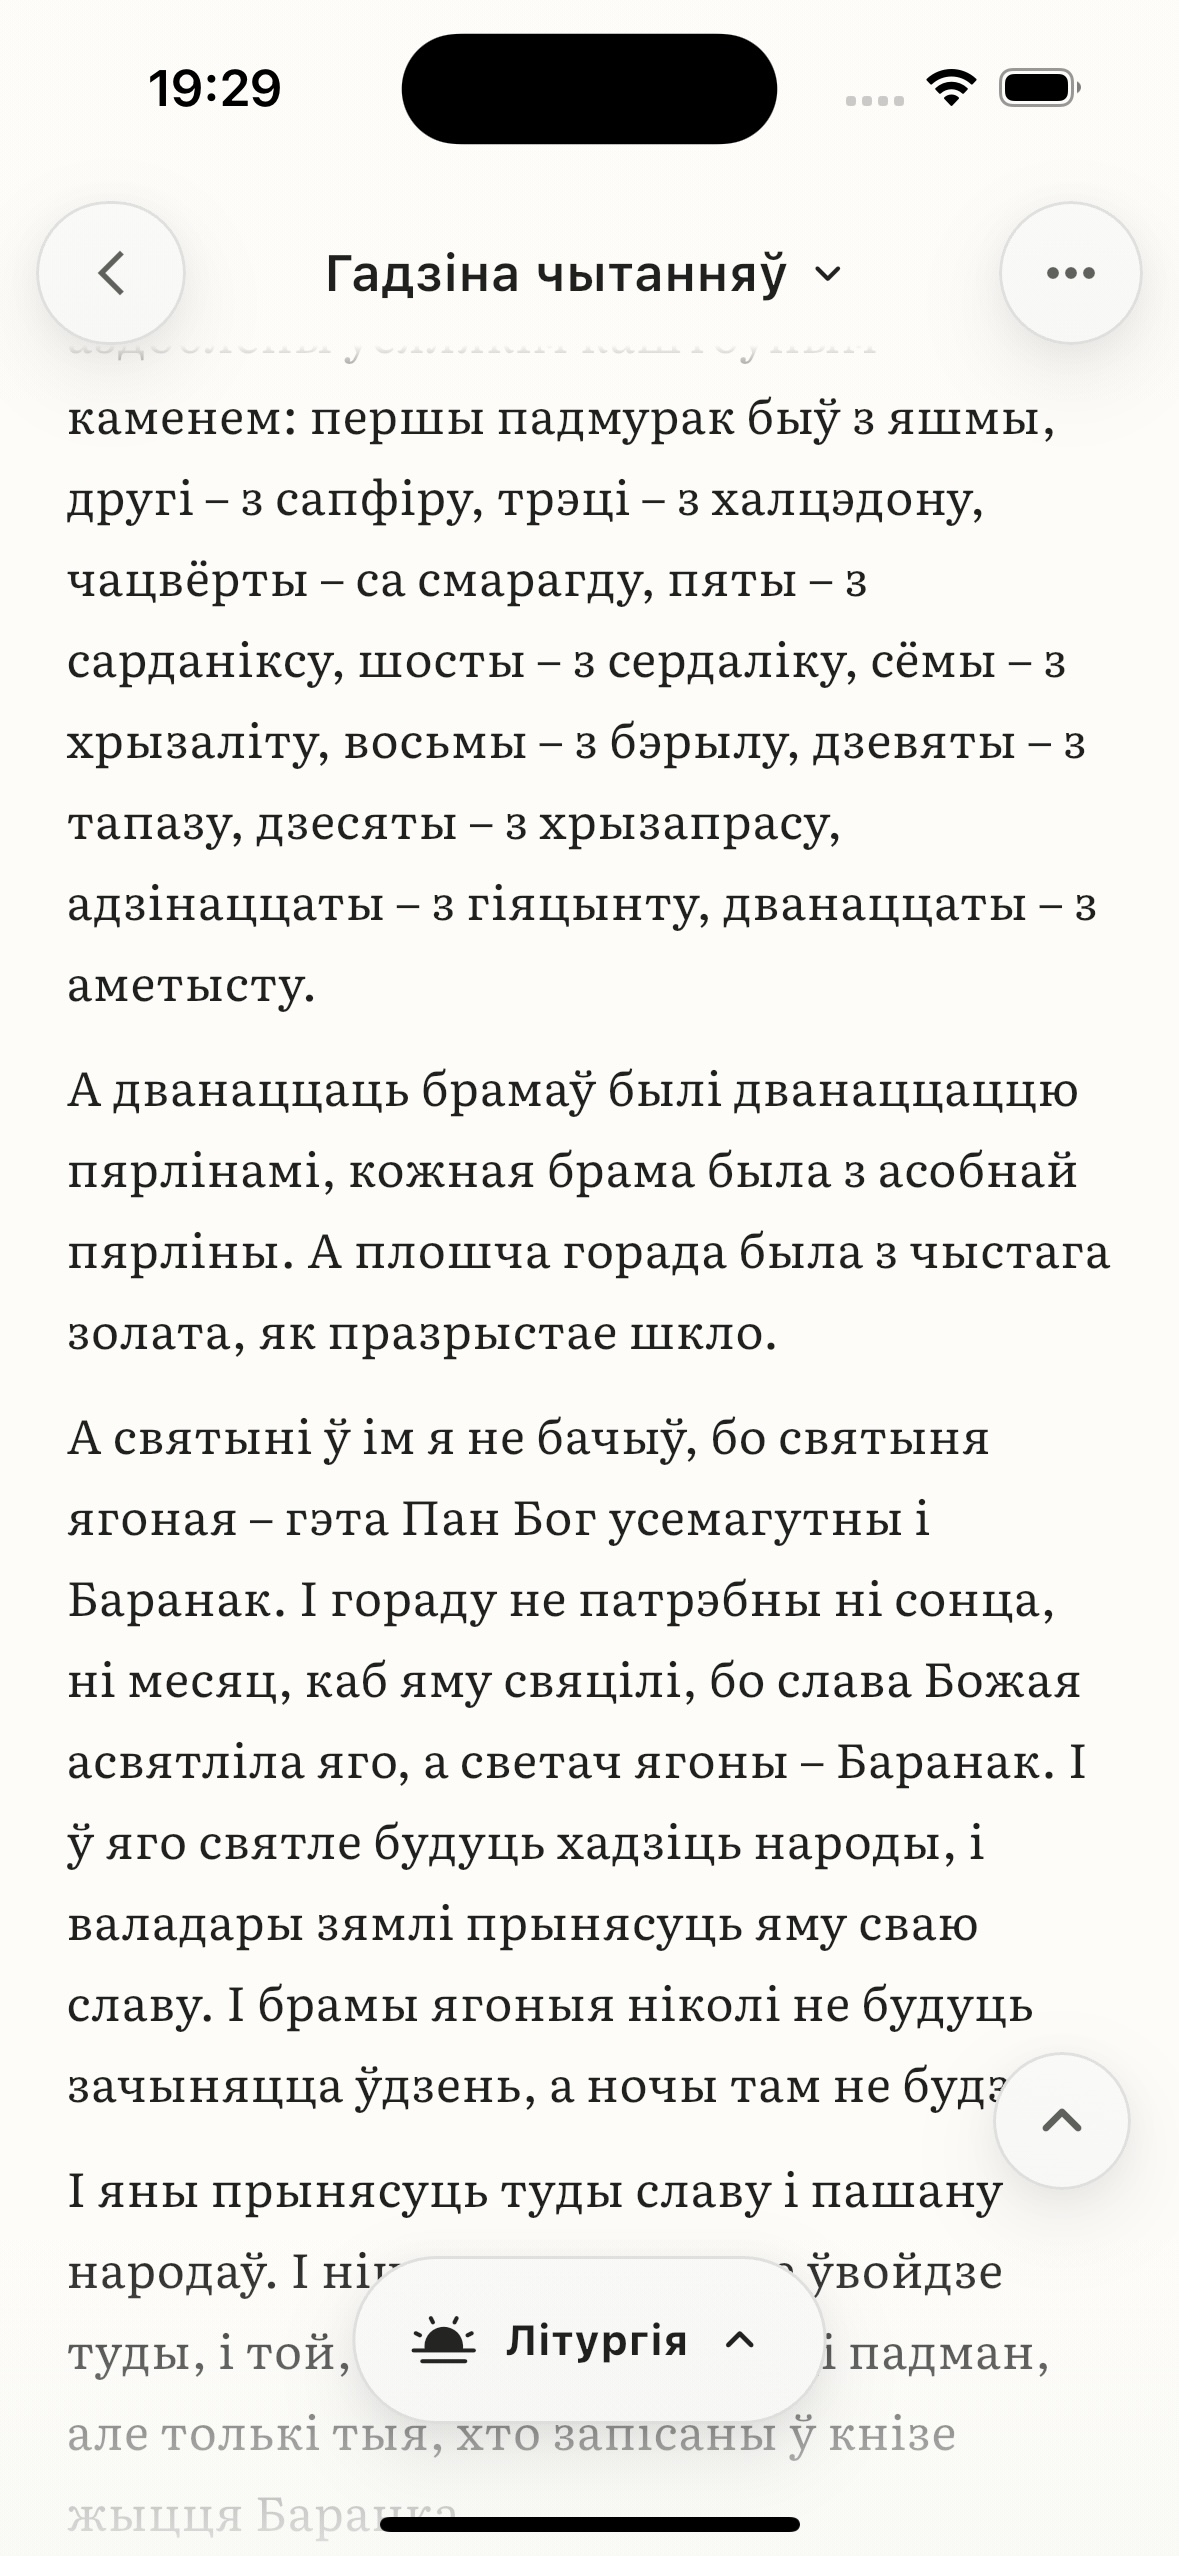 19:29
Гадзіна чытанняў
каменем: першы падмурак быў з яшмы,
другі – з сапфіру, трэці – з халцэдону,
чацвёрты – са смарагду, пяты – з
сарданіксу, шосты – з сердаліку, сёмы – з
хрызаліту, восьмы – з бэрылу, дзевяты – з
тапазу, дзесяты – з хрызапрасу,
адзінаццаты – з гіяцынту, дванаццаты – з
аметысту.
А дванаццаць брамаў былі дванаццаццю
пярлінамі, кожная брама была з асобнай
пярліны. А плошча горада была з чыстага
золата, як празрыстае шкло.
А святыні ў ім я не бачыў, бо святыня
ягоная – гэта Пан Бог усемагутны і
Баранак. І гораду не патрэбны ні сонца,
ні месяц, каб яму свяцілі, бо слава Божая
асвятліла яго, а светач ягоны – Баранак. І
ў яго святле будуць хадзіць народы, і
валадары зямлі прынясуць яму сваю
славу. І брамы ягоныя ніколі не будуць
зачыняцца ўдзень, а ночы там не
І яны прынясуць туды славу і пашану
народаў. І ўвойдзе
туды, і той, і падман,
Літургія
але толькі тыя, хто запісаны ў кнізе
жыцця Баранка